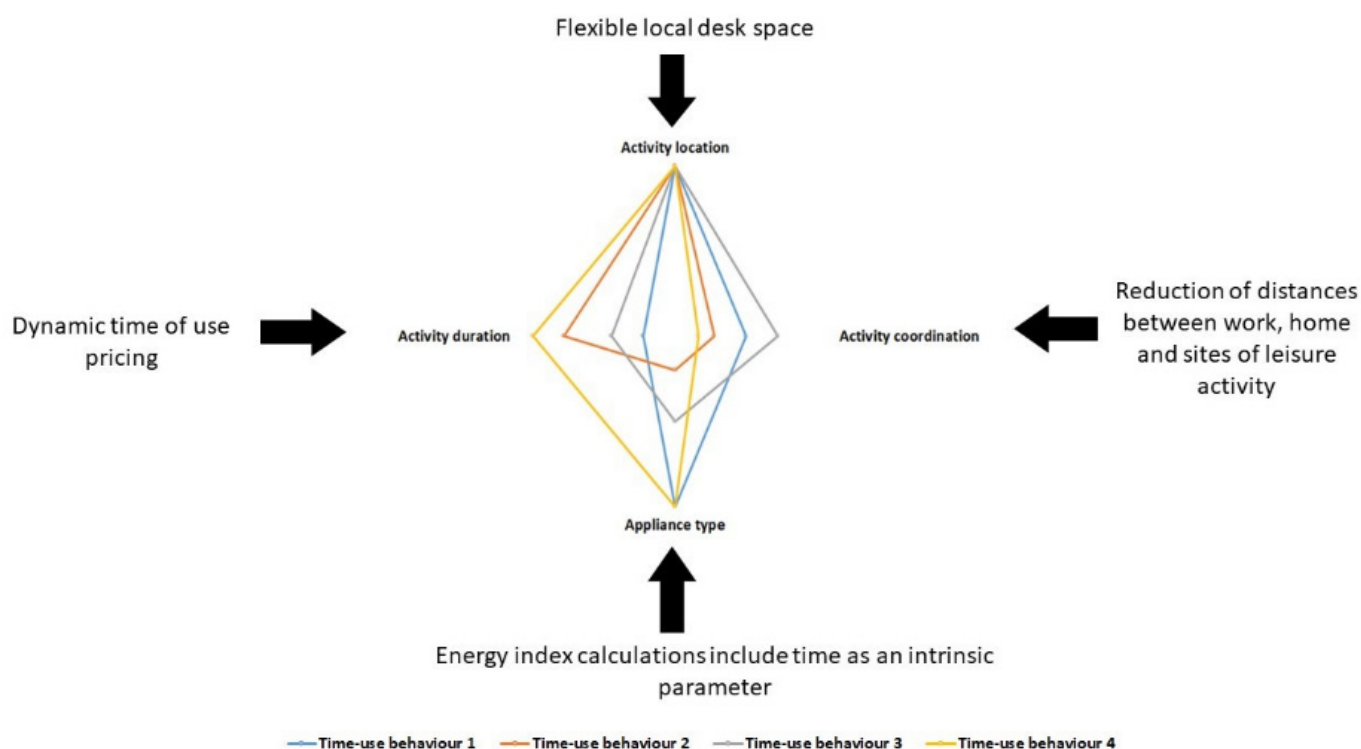 Flexible local desk space
Activity location
Dynamic time of use
pricing
Activity duration
Activity coordination
Reduction of distances
between work, home
and sites of leisure
activity
Appliance type
Energy index calculations include time as an intrinsic
parameter
Time-use behaviour 1 Time-use behaviour 2 Time-use behaviour 3 Time-use behaviour 4